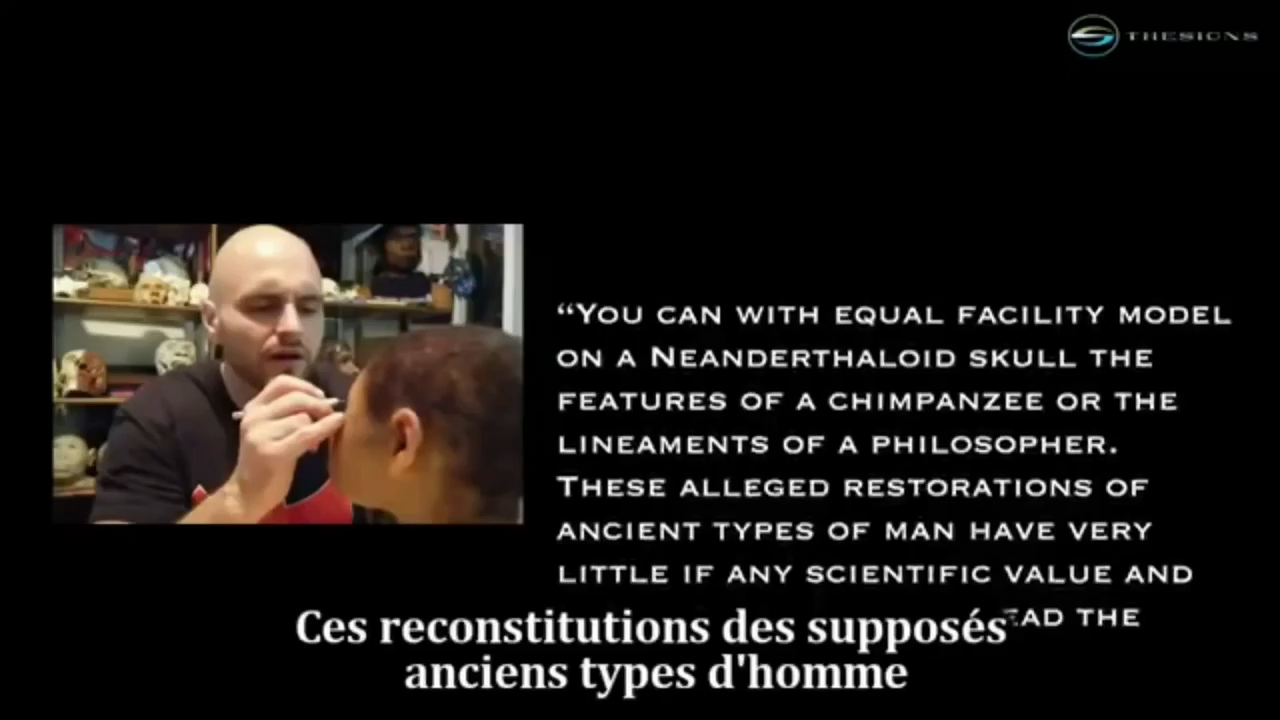 THESIGNS
“YOU CAN WITH EQUAL FACILITY MODEL
ON A NEANDERTHALOID SKULL THE
FEATURES OF A CHIMPANZEE OR THE
LINEAMENTS OF A PHILOSOPHER.
THESE ALLEGED RESTORATIONS OF
ANCIENT TYPES OF MAN HAVE VERY
LITTLE IF ANY SCIENTIFIC VALUE AND
THE
Ces reconstitutions des supposés
anciens types d'homme